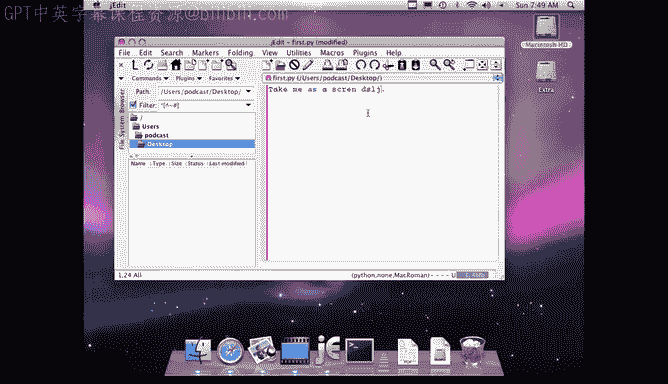 GPT中英字幕课程资源@bilibili.com
jEdit
Sun 7:49 AM
jEdit - first.py (modified)
File Edit Search Markers Folding View Utilities Macros Plugins Help
Commands Plugins Favorites
Path: /Users/podcast/Desktop/
Filter: *[^~#]
first.py (/Users/podcast/Desktop/)
Take me as a scren dslj
File System Browser
/
Users
podcast
Desktop
Name Type Size Status Last modified
1,24 All
(python,none,MacRoman)
Macintosh HD
Extra
jE